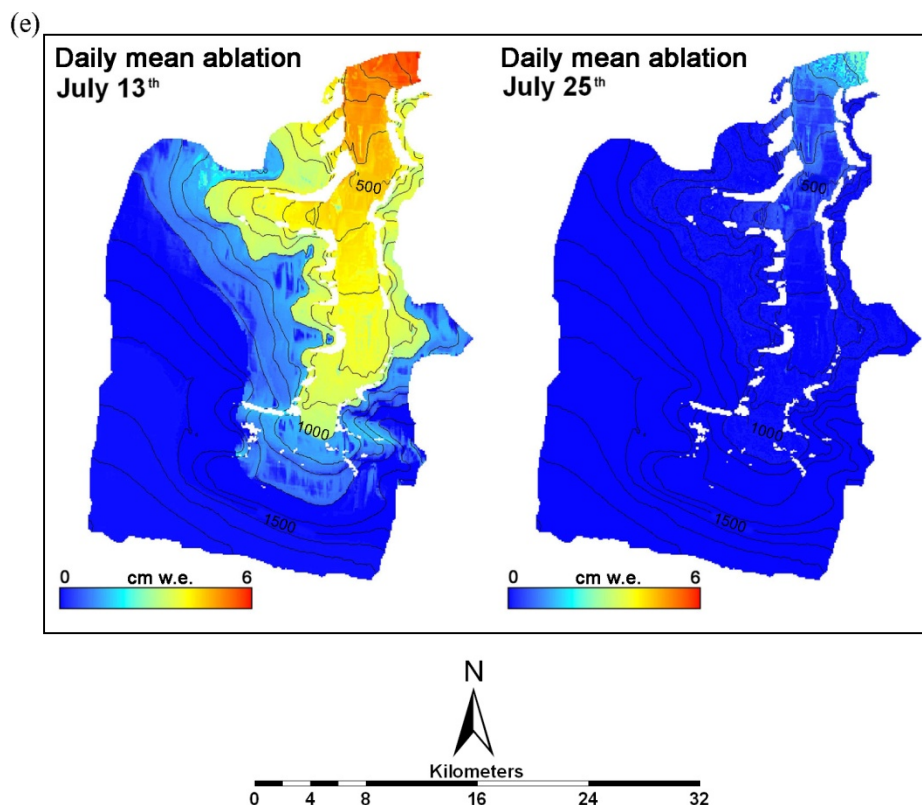 (e)
Daily mean ablation
July 13th
500
1000
1500
0 cm w.e. 6
Daily mean ablation
July 25th
500
1000
1500
0 cm w.e. 6
N
Kilometers
0 4 8 16 24 32